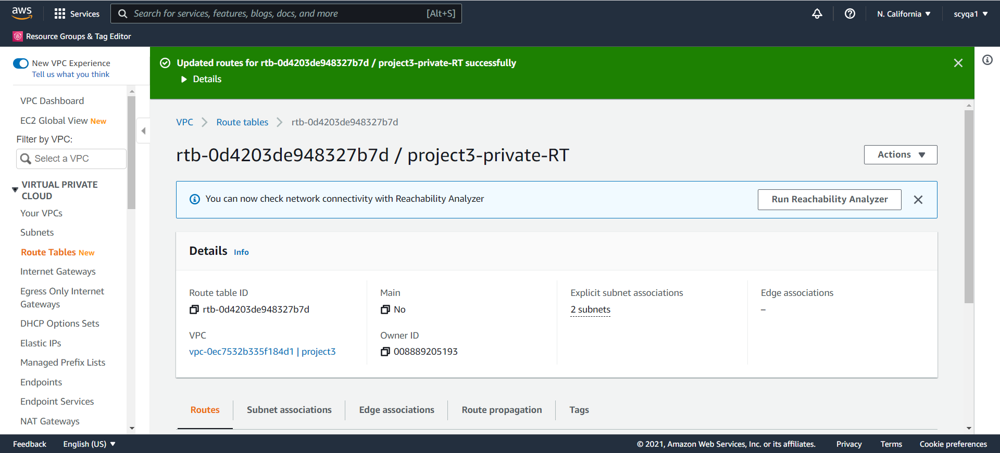 aws
Services
Search for services, features, blogs, docs, and more
[Alt+S]
N. California
scyqa1
Resource Groups & Tag Editor
New VPC Experience
Tell us what you think
VPC Dashboard
EC2 Global View New
Filter by VPC:
Select a VPC
VIRTUAL PRIVATE
CLOUD
Your VPCs
Subnets
Route Tables New
Internet Gateways
Egress Only Internet
Gateways
DHCP Options Sets
Elastic IPs
Managed Prefix Lists
Endpoints
Endpoint Services
NAT Gateways
Updated routes for rtb-0d4203de948327b7d / project3-private-RT successfully
Details
VPC
Route tables
rtb-0d4203de948327b7d
rtb-0d4203de948327b7d / project3-private-RT
Actions
You can now check network connectivity with Reachability Analyzer
Run Reachability Analyzer
Details Info
Route table ID
rtb-0d4203de948327b7d
Main
No
Explicit subnet associations
2 subnets
Edge associations
–
VPC
vpc-0ec7532b335f184d1 | project3
Owner ID
008889205193
Routes
Subnet associations
Edge associations
Route propagation
Tags
Feedback
English (US)
© 2021, Amazon Web Services, Inc. or its affiliates.
Privacy
Terms
Cookie preferences